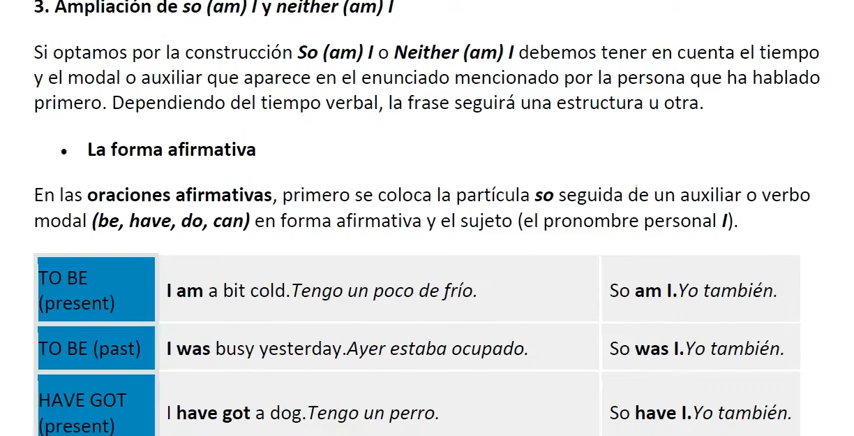 3. Ampliación de so (am) I y neither (am) I
Si optamos por la construcción So (am) I o Neither (am) I debemos tener en cuenta el tiempo
y el modal o auxiliar que aparece en el enunciado mencionado por la persona que ha hablado
primero. Dependiendo del tiempo verbal, la frase seguirá una estructura u otra.
• La forma afirmativa
En las oraciones afirmativas, primero se coloca la partícula so seguida de un auxiliar o verbo
modal (be, have, do, can) en forma afirmativa y el sujeto (el pronombre personal I).
TO BE
(present)
I am a bit cold.Tengo un poco de frío.
So am I.Yo también.
TO BE (past)
I was busy yesterday.Ayer estaba ocupado.
So was I.Yo también.
HAVE GOT
(present)
I have got a dog.Tengo un perro.
So have I.Yo también.